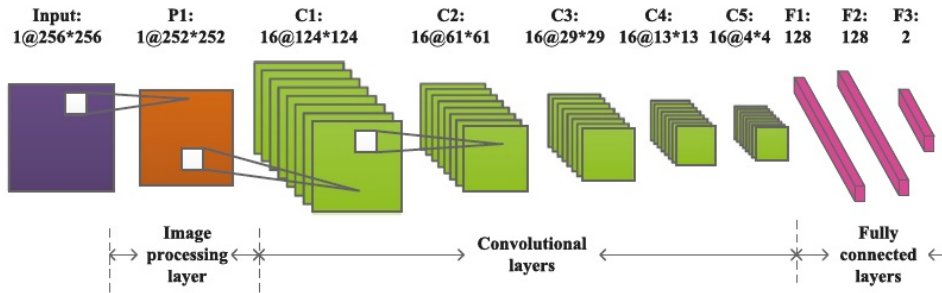 Input: P1: C1: C2: C3: C4: C5: F1: F2: F3:
1@256*256 1@252*252 16@124*124 16@61*61 16@29*29 16@13*13 16@4*4 128 128 2
Image
processing
layer
Convolutional
layers
Fully
connected
layers